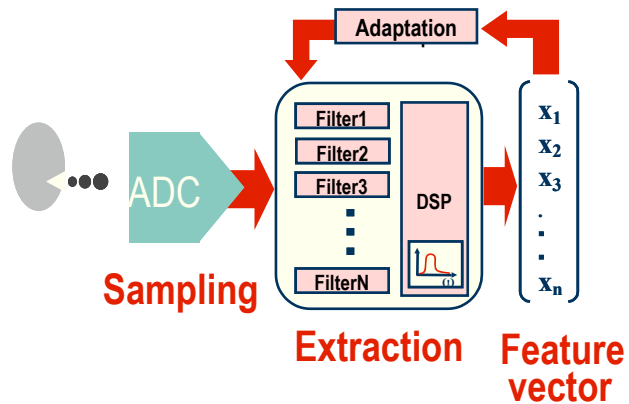 Adaptation
ADC
Filter1
Filter2
Filter3
FilterN
DSP
ω
x1
x2
x3
.
.
.
xn
Sampling
Extraction
Feature
vector